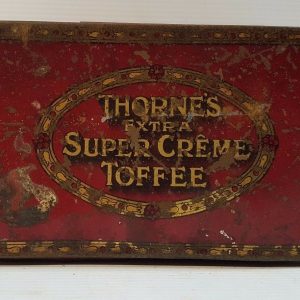 THORNE'S
EXTRA
SUPER CRÊME
TOFFEE